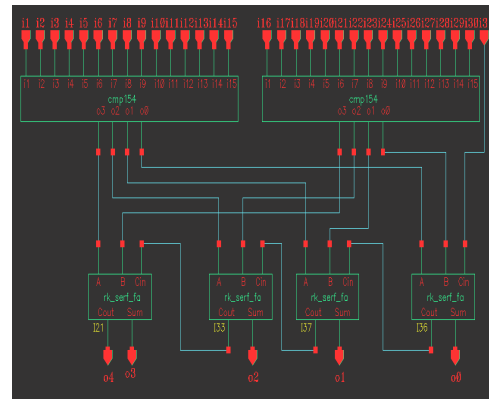 i1 i2 i3 i4 i5 i6 i7 i8 i9 i10 i11 i12 i13 i14 i15 i16 i17 i18 i19 i20 i21 i22 i23 i24 i25 i26 i27 i28 i29 i30 i3
i1 i2 i3 i4 i5 i6 i7 i8 i9 i10 i11 i12 i13 i14 i15 i1 i2 i3 i4 i5 i6 i7 i8 i9 i10 i11 i12 i13 i14 i15
cmp154 cmp154
o3 o2 o1 o0 o3 o2 o1 o0
A B Cin A B Cin A B Cin A B Cin
rk_serf_fa rk_serf_fa rk_serf_fa rk_serf_fa
Cout Sum Cout Sum Cout Sum Cout Sum
I21 I33 I37 I36
o4 o3 o2 o1 o0